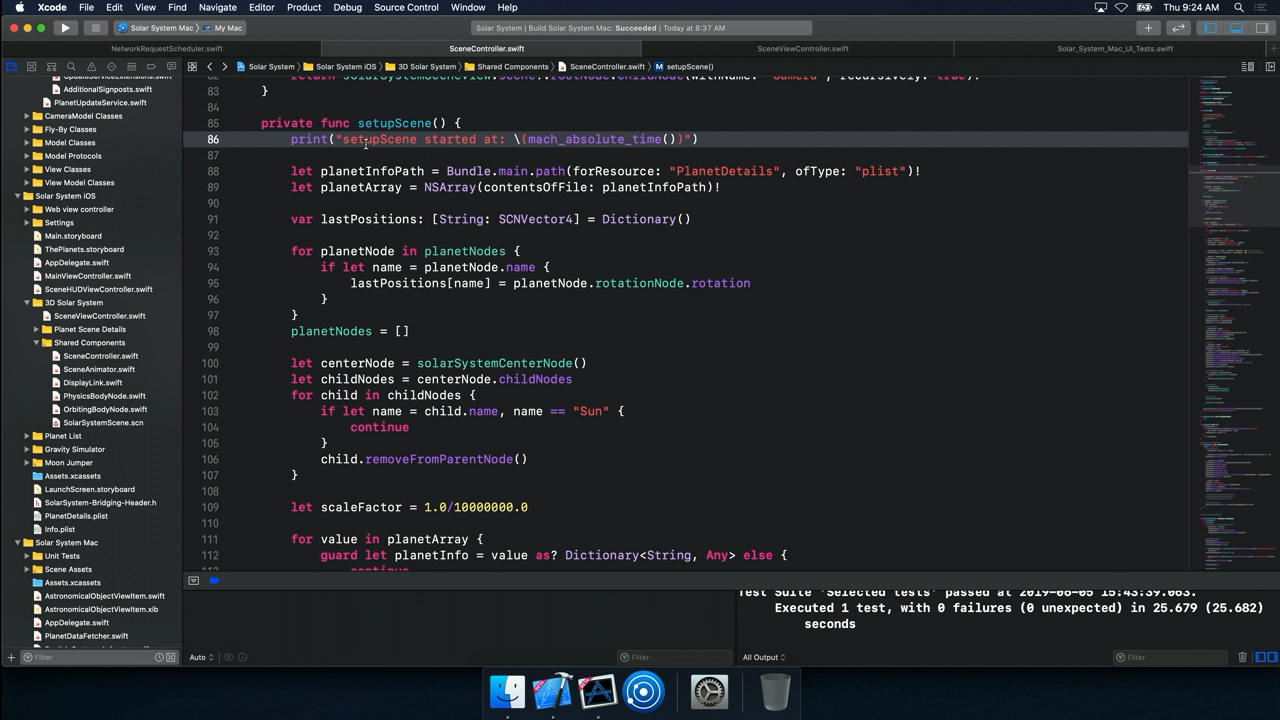 Xcode File Edit View Find Navigate Editor Product Debug Source Control Window Help
Thu 9:24 AM
Solar System Mac My Mac
Solar System Mac | Build Solar System Mac: Succeeded | Today at 8:37 AM
NetworkRequestScheduler.swift
SceneController.swift
SceneViewController.swift
Solar_System_Mac_UI_Tests.swift
Solar System
Solar System iOS
3D Solar System
Shared Components
SceneController.swift
M setupScene()
AdditionalSignposts.swift
PlanetUpdateService.swift
CameraModel Classes
Fly-By Classes
Model Classes
Model Protocols
View Classes
View Model Classes
Solar System iOS
Web view controller
Settings
Main.storyboard
ThePlanets.storyboard
AppDelegate.swift
MainViewController.swift
SceneHUDViewController.swift
3D Solar System
SceneViewController.swift
Planet Scene Details
Shared Components
SceneController.swift
SceneAnimator.swift
DisplayLink.swift
PhysicsBodyNode.swift
OrbitingBodyNode.swift
SolarSystemScene.scn
Planet List
Gravity Simulator
Moon Jumper
Assets.xcassets
LaunchScreen.storyboard
SolarSystem-Bridging-Header.h
PlanetDetails.plist
Info.plist
Solar System Mac
Unit Tests
Scene Assets
Assets.xcassets
AstronomicalObjectViewItem.swift
AstronomicalObjectViewItem.xib
AppDelegate.swift
PlanetDataFetcher.swift
Filter
83 }
84
85 private func setupScene() {
86 print("setupScene started at: \(mach_absolute_time())")
87
88 let planetInfoPath = Bundle.main.path(forResource: "PlanetDetails", ofType: "plist")!
89 let planetArray = NSArray(contentsOfFile: planetInfoPath)!
90
91 var lastPositions: [String: SCNVector4] = Dictionary()
92
93 for planetNode in planetNodes {
94 if let name = planetNode.name {
95 lastPositions[name] = planetNode.rotationNode.rotation
96 }
97 }
98 planetNodes = []
99
100 let centerNode = solarSystemCenterNode()
101 let childNodes = centerNode.childNodes
102 for child in childNodes {
103 if let name = child.name, name == "Sun" {
104 continue
105 }
106 child.removeFromParentNode()
107 }
108
109
110
111 for value in planetArray {
112 guard let planetInfo = value as? Dictionary<String, Any> else {
continue
Test Suite 'Selected tests' passed at 2019-06-05 15:43:39.063.
Executed 1 test, with 0 failures (0 unexpected) in 25.679 (25.682)
seconds
Auto
Filter
All Output
Filter